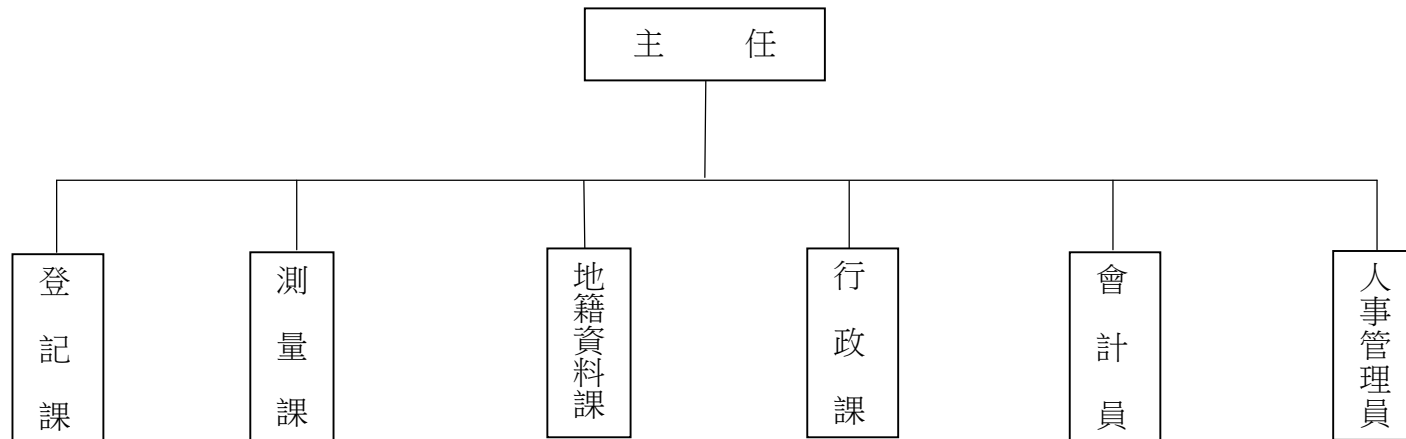 主　任
登記課
測量課
地籍資料課
行政課
會計員
人事管理員